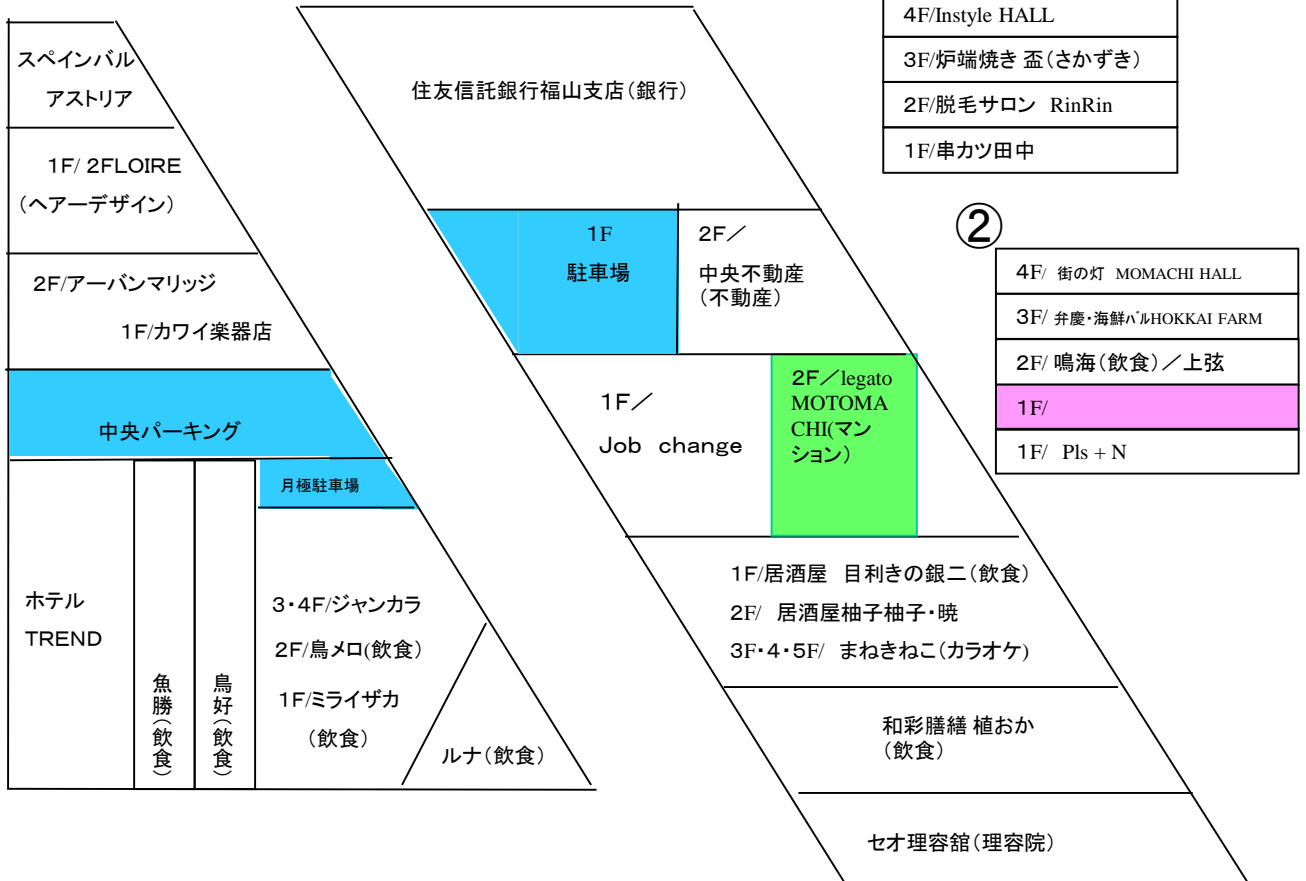 スペインバル
アストリア
1F/ 2FLOIRE
(ヘアーデザイン)
2F/アーバンマリッジ
1F/カワイ楽器店
中央パーキング
月極駐車場
ホテル
TREND
魚勝(飲食)
鳥好(飲食)
3・4F/ジャンカラ
2F/鳥メロ(飲食)
1F/ミライザカ
(飲食)
ルナ(飲食)
住友信託銀行福山支店(銀行)
1F
駐車場
2F/
中央不動産
(不動産)
1F/
Job change
2F/legato
MOTOMA
CHI(マン
ション)
1F/居酒屋 目利きの銀二(飲食)
2F/ 居酒屋柚子柚子・暁
3F・4・5F/ まねきねこ(カラオケ)
和彩膳繕 植おか
(飲食)
セオ理容舘(理容院)
4F/Instyle HALL
3F/炉端焼き 盃(さかずき)
2F/脱毛サロン RinRin
1F/串カツ田中
②
4F/ 街の灯 MOMACHI HALL
3F/ 弁慶・海鮮バルHOKKAI FARM
2F/ 鳴海(飲食)/上弦
1F/
1F/ Pls + N